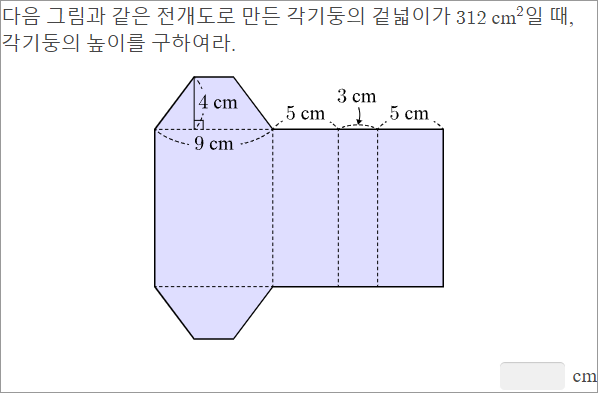 다음 그림과 같은 전개도로 만든 각기둥의 겉넓이가 312 cm²일 때,
각기둥의 높이를 구하여라.
3 cm
4 cm
5 cm
5 cm
9 cm
cm